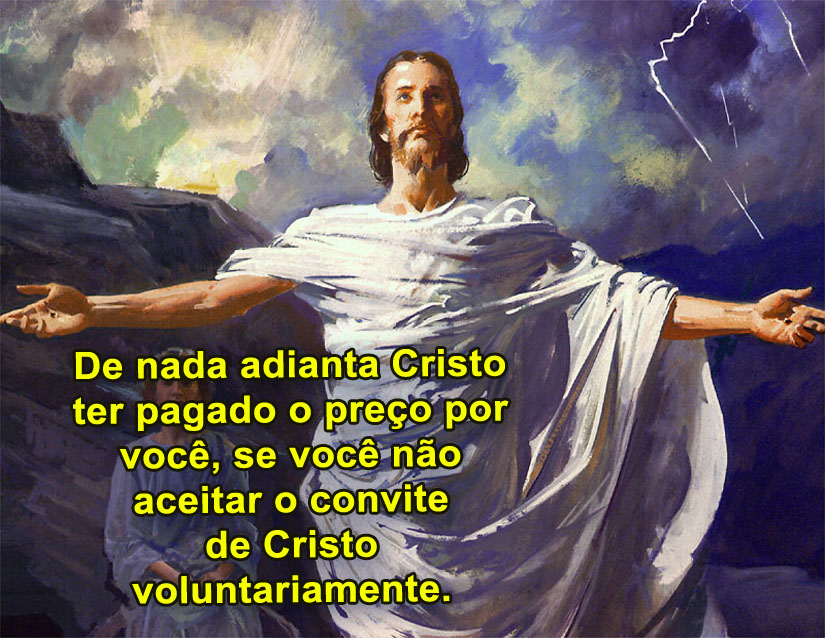 De nada adianta Cristo
ter pagado o preço por
você, se você não
aceitar o convite
de Cristo
voluntariamente.